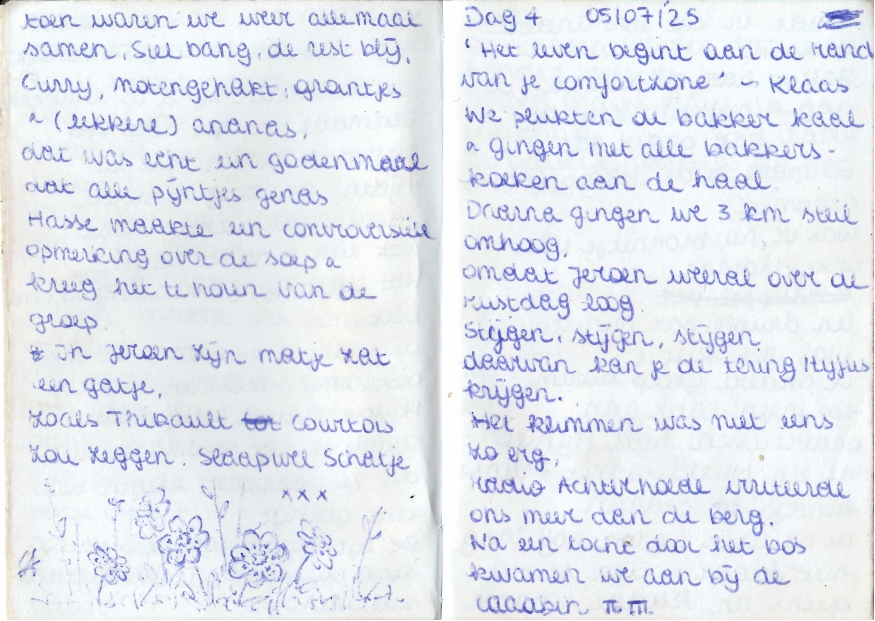 toen waren we weer allemaal
samen, Siel bang, de rest blij,
Curry, notengehakt, grantjes
^ (lekkere) ananas,
dat was echt een godenmaal
dat alle pijntjes genas
Hasse maakte een controversiële
opmerking over de soep ^
kreeg het te houn van de
groep.
In Jeroen zijn matje zat
een gatje,
zoals Thibault Courtois
zou zeggen: Slaapwel Schatje
xxx
Dag 4 05/07/25
"Het leven begint aan de rand
van je comfortzone" ~ Klaas
We plukten de bakker kaal
^ gingen met alle bakkers-
koeken aan de haal.
Daarna gingen we 3 km steil
omhoog,
omdat Jeroen weeral over de
rustdag loog.
Stijgen, stijgen, stijgen
daarvan kan je de tering tyfus
krijgen.
Het klimmen was niet eens
zo erg,
Radio Achterhoede irriteerde
ons meer dan de berg.
Na een tocht door het bos
kwamen we aan bij de
caaabin